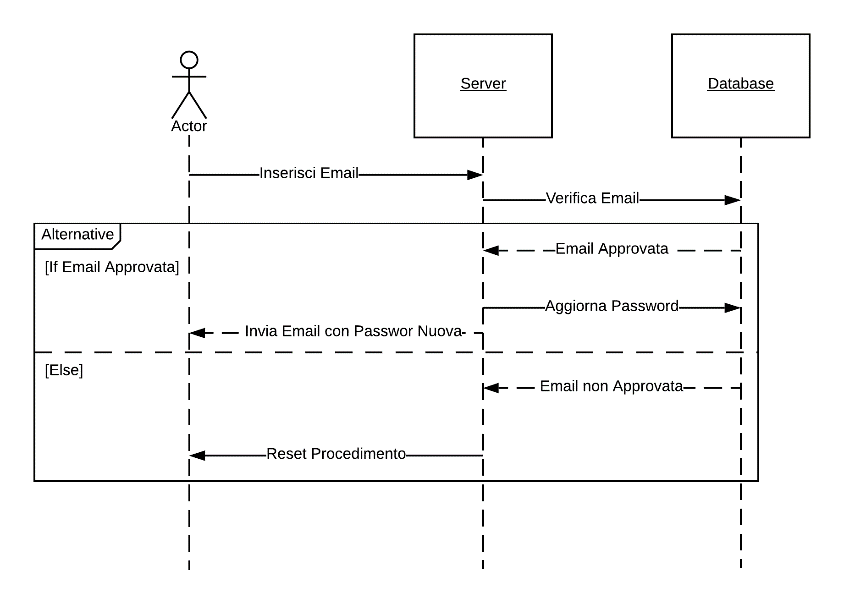 Actor
Server
Database
Inserisci Email
Verifica Email
Alternative
Email Approvata
[If Email Approvata]
Aggiorna Password
Invia Email con Passwor Nuova
[Else]
Email non Approvata
Reset Procedimento